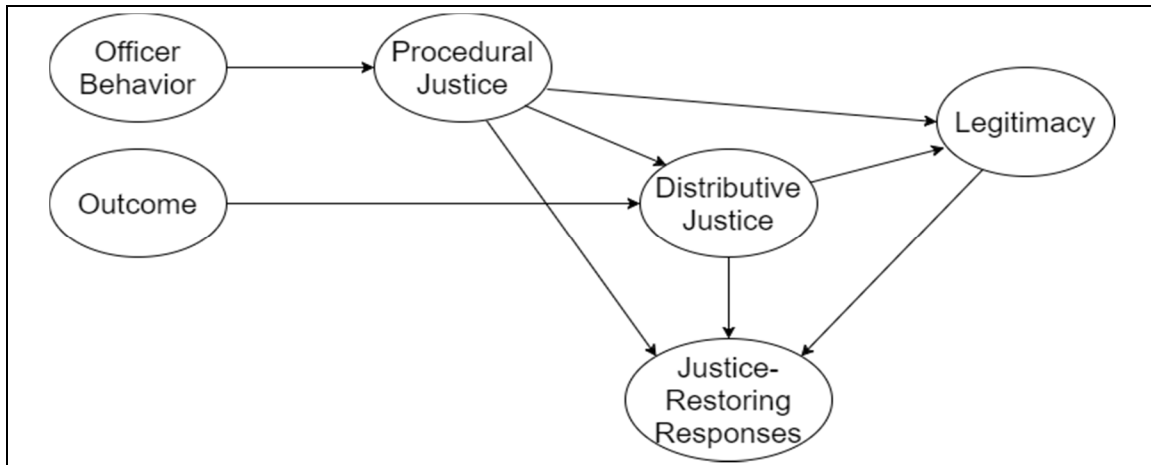 Officer
Behavior
Procedural
Justice
Legitimacy
Outcome
Distributive
Justice
Justice-
Restoring
Responses